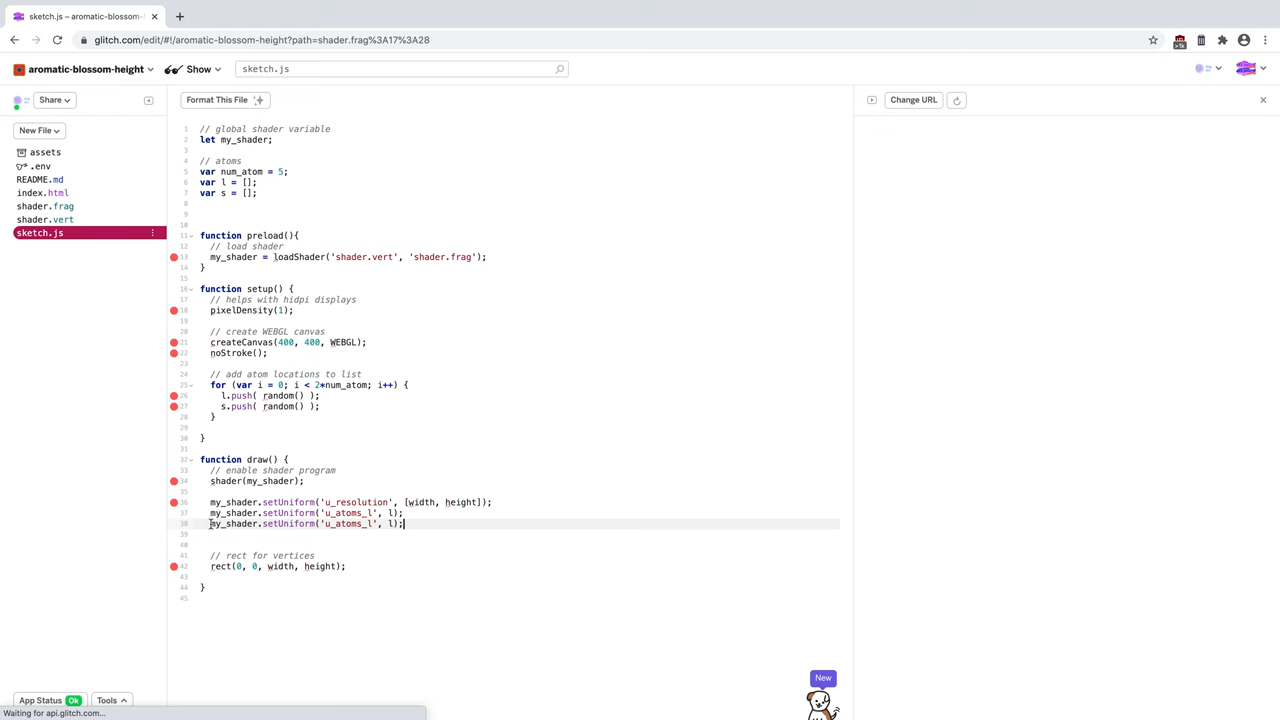 sketch.js – aromatic-blossom-
glitch.com/edit/#!/aromatic-blossom-height?path=shader.frag%3A17%3A28
aromatic-blossom-height
Show
sketch.js
Share
Format This File
Change URL
New File
assets
.env
README.md
index.html
shader.frag
shader.vert
sketch.js
1 // global shader variable
2 let my_shader;
3
4 // atoms
5 var num_atom = 5;
6 var l = [];
7 var s = [];
8
9
10
11 function preload(){
12 // load shader
13 my_shader = loadShader('shader.vert', 'shader.frag');
14 }
15
16 function setup() {
17 // helps with hidpi displays
18 pixelDensity(1);
19
20 // create WEBGL canvas
21 createCanvas(400, 400, WEBGL);
22 noStroke();
23
24 // add atom locations to list
25 for (var i = 0; i < 2*num_atom; i++) {
26 l.push( random() );
27 s.push( random() );
28 }
29
30 }
31
32 function draw() {
33 // enable shader program
34 shader(my_shader);
35
36 my_shader.setUniform('u_resolution', [width, height]);
37 my_shader.setUniform('u_atoms_l', l);
38 my_shader.setUniform('u_atoms_l', l);
39
40
41 // rect for vertices
42 rect(0, 0, width, height);
43
44 }
45
New
App Status Ok
Tools
Waiting for api.glitch.com...